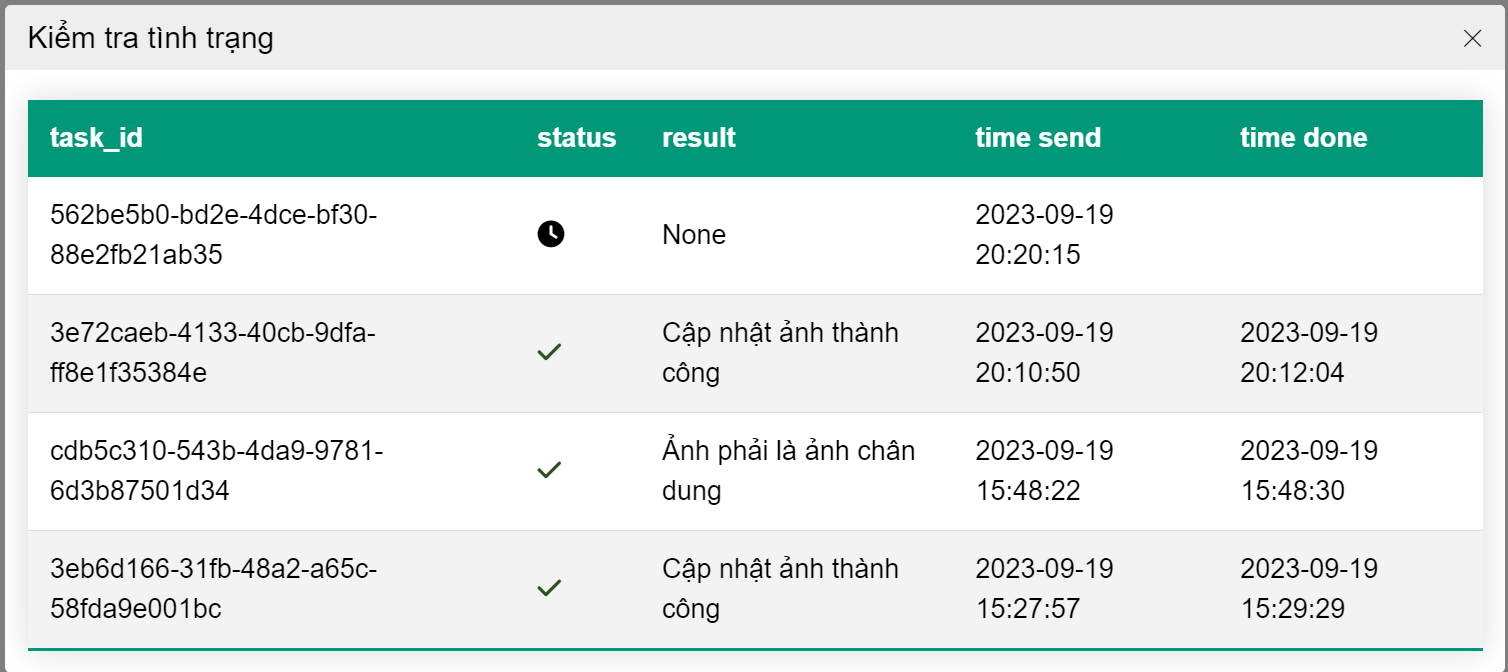 Kiểm tra tình trạng
task_id status result time send time done
562be5b0-bd2e-4dce-bf30- None 2023-09-19
88e2fb21ab35 20:20:15
3e72caeb-4133-40cb-9dfa- Cập nhật ảnh thành 2023-09-19 2023-09-19
ff8e1f35384e công 20:10:50 20:12:04
cdb5c310-543b-4da9-9781- Ảnh phải là ảnh chân 2023-09-19 2023-09-19
6d3b87501d34 dung 15:48:22 15:48:30
3eb6d166-31fb-48a2-a65c- Cập nhật ảnh thành 2023-09-19 2023-09-19
58fda9e001bc công 15:27:57 15:29:29